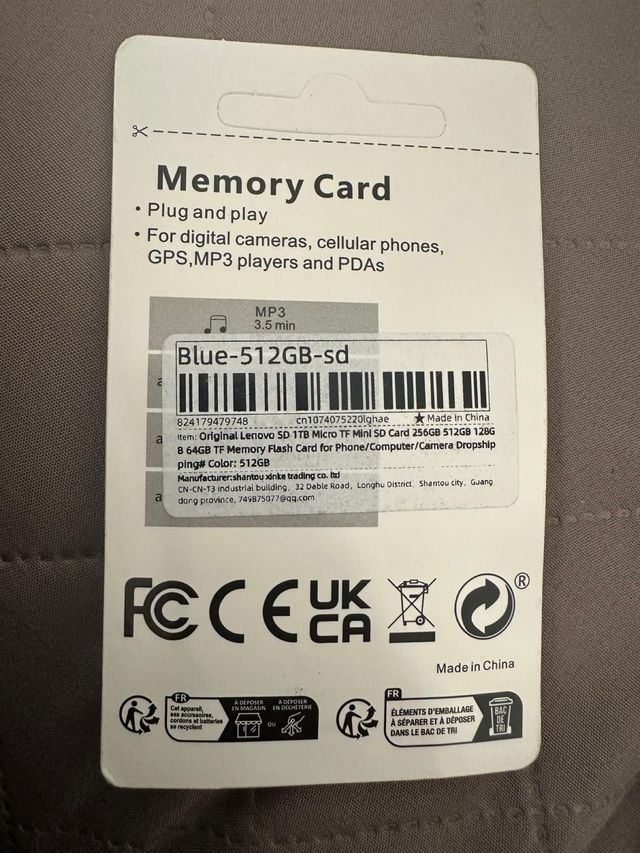 Memory Card
• Plug and play
• For digital cameras, cellular phones,
GPS,MP3 players and PDAs
MP3
3.5 min
Blue-512GB-sd
824179479748 cn1074075220lghae ★ Made in China
Item: Original Lenovo SD 1TB Micro TF Mini SD Card 256GB 512GB 128G
B 64GB TF Memory Flash Card for Phone/Computer/Camera Dropship
ping# Color: 512GB
Manufacturer:shantou xinke trading co. ltd
CN-CN-T3 industrial building, 32 Dable Road, Longhu District, Shantou city, Guang
dong province, 749875077@qq.com
a
a
a
FC CE UK
CA
®
Made in China
FR
Cet appareil,
ses accessoires,
cordons et batteries
se recyclent
À DÉPOSER
EN MAGASIN
OU
À DÉPOSER
EN DÉCHÈTERIE
FR
ÉLÉMENTS D'EMBALLAGE
À SÉPARER ET À DÉPOSER
DANS LE BAC DE TRI
BAC
DE
TRI